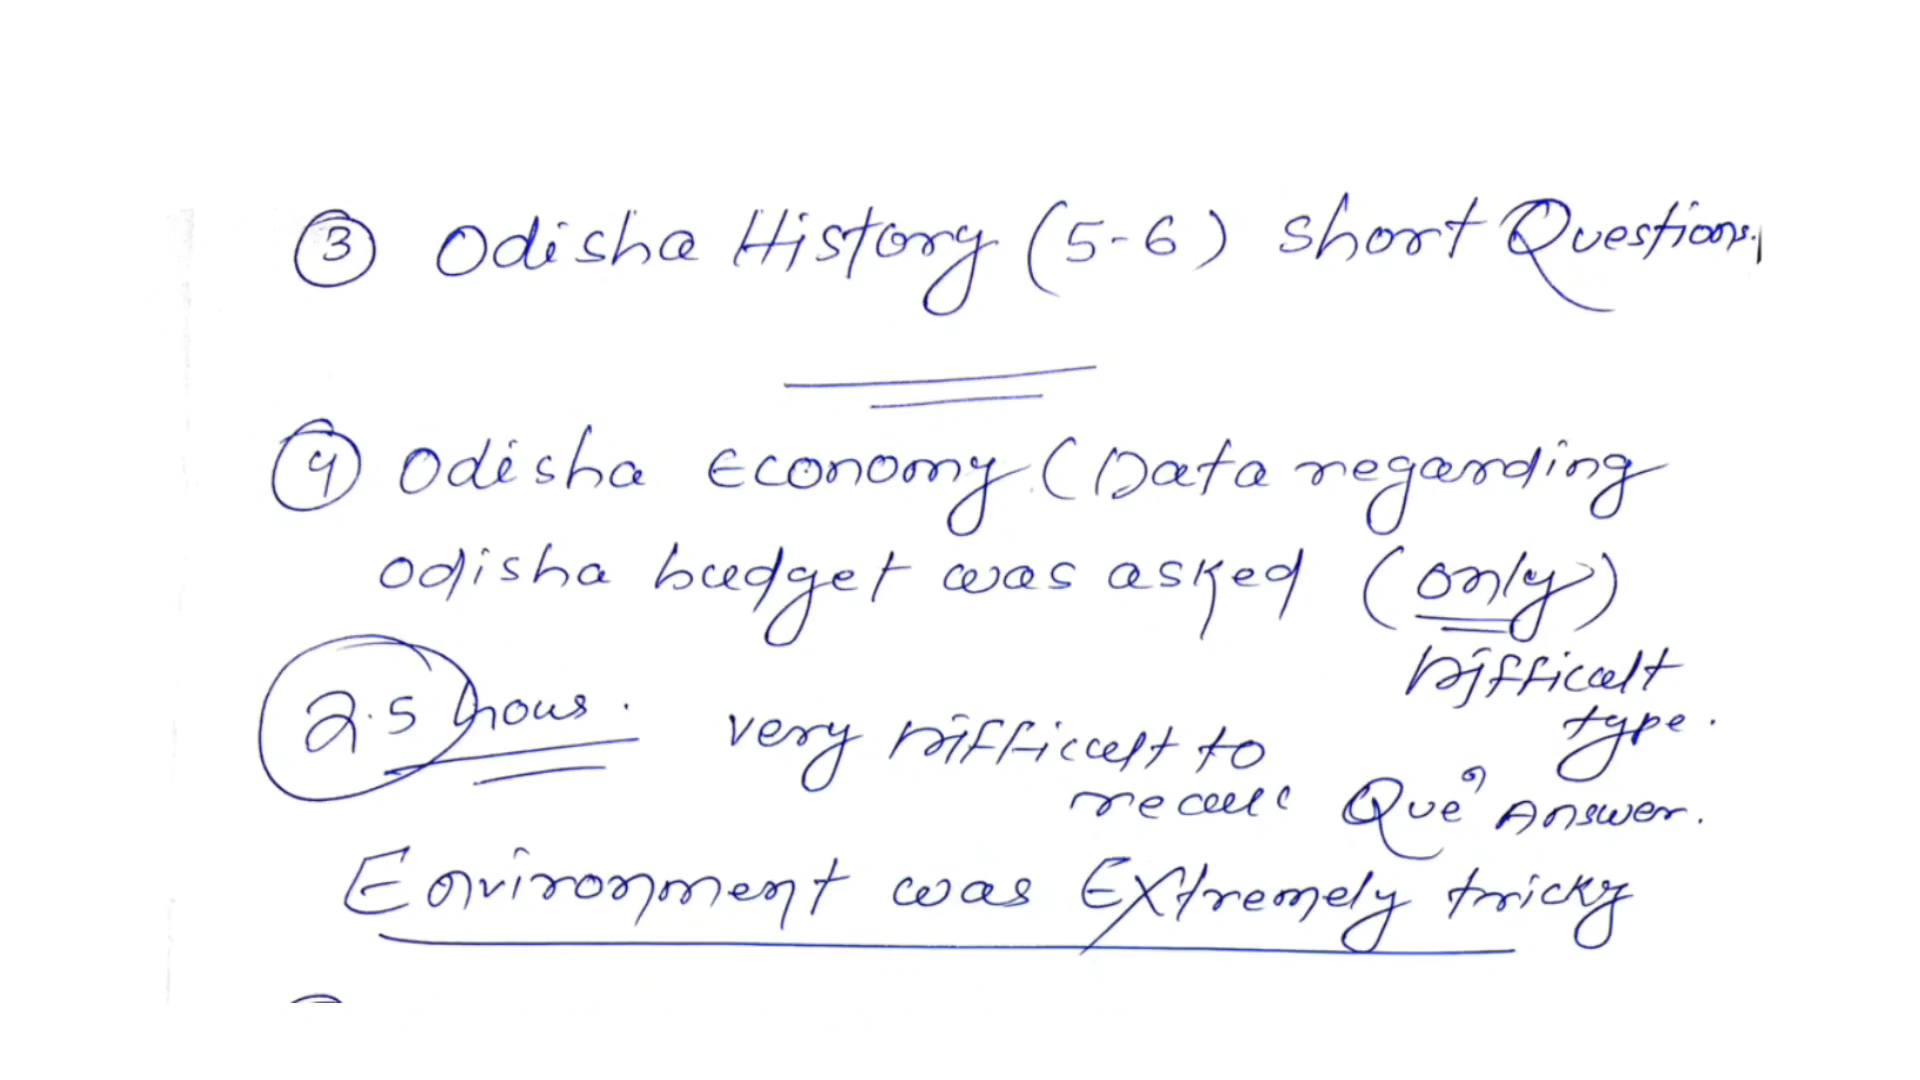 ③ Odisha History (5-6) Short Questions.
④ Odisha Economy (Data regarding
odisha budget was asked (only)
Difficult
type.
2.5 hours. very difficult to
recall Que Answer.
Environment was Extremely tricky